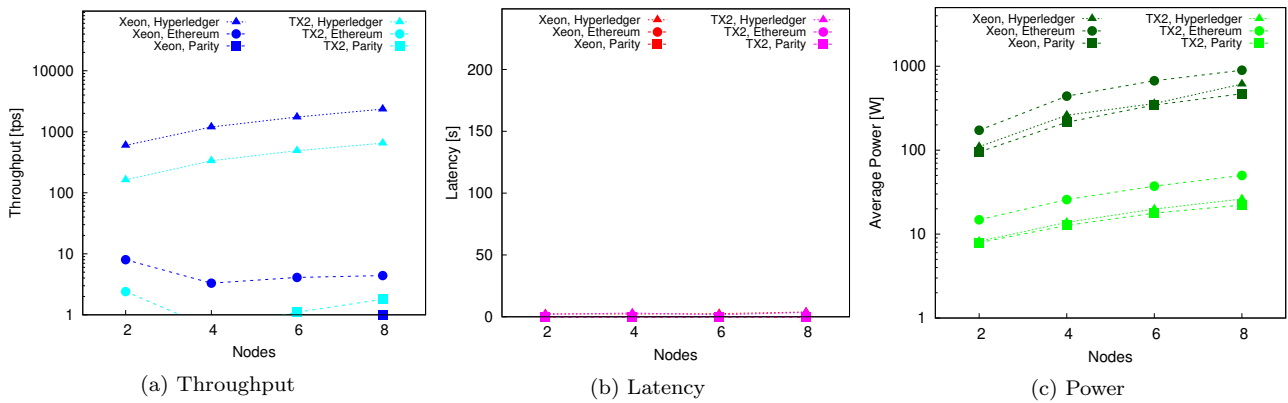 Xeon, Hyperledger
Xeon, Ethereum
Xeon, Parity
TX2, Hyperledger
TX2, Ethereum
TX2, Parity
10000
1000
100
10
1
Throughput [tps]
2 4 6 8
Nodes
(a) Throughput
Xeon, Hyperledger
Xeon, Ethereum
Xeon, Parity
TX2, Hyperledger
TX2, Ethereum
TX2, Parity
200
150
100
50
0
Latency [s]
2 4 6 8
Nodes
(b) Latency
Xeon, Hyperledger
Xeon, Ethereum
Xeon, Parity
TX2, Hyperledger
TX2, Ethereum
TX2, Parity
1000
100
10
1
Average Power [W]
2 4 6 8
Nodes
(c) Power